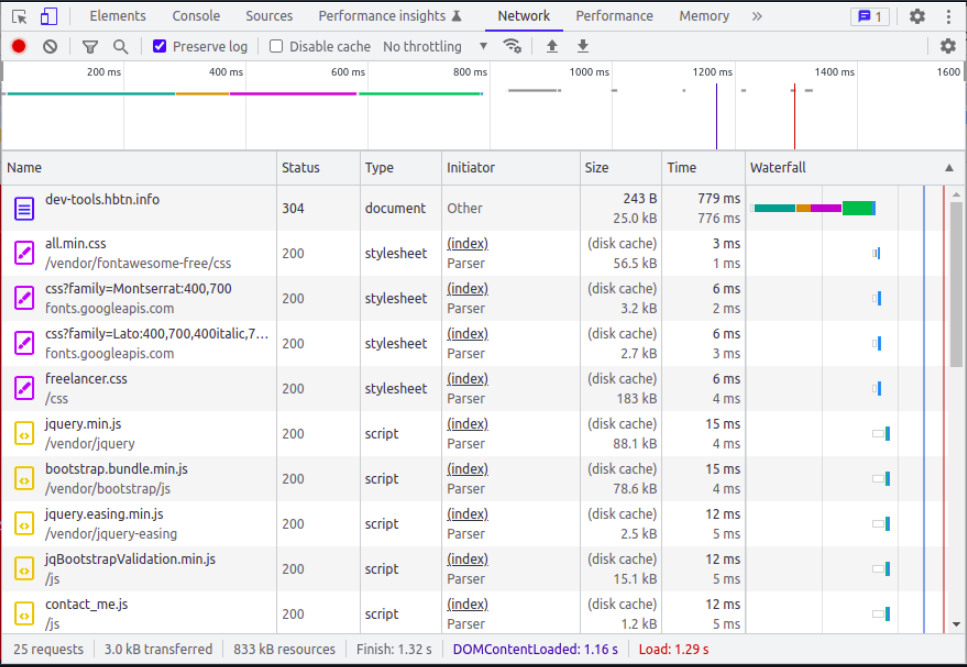 Elements Console Sources Performance insights Network Performance Memory » 1
Preserve log Disable cache No throttling
200 ms 400 ms 600 ms 800 ms 1000 ms 1200 ms 1400 ms 1600
Name Status Type Initiator Size Time Waterfall
dev-tools.hbtn.info 304 document Other 243 B 779 ms
25.0 kB 776 ms
all.min.css 200 stylesheet (index) (disk cache) 3 ms
/vendor/fontawesome-free/css Parser 56.5 kB 1 ms
css?family=Montserrat:400,700 200 stylesheet (index) (disk cache) 6 ms
fonts.googleapis.com Parser 3.2 kB 2 ms
css?family=Lato:400,700,400italic,7... 200 stylesheet (index) (disk cache) 6 ms
fonts.googleapis.com Parser 2.7 kB 3 ms
freelancer.css 200 stylesheet (index) (disk cache) 6 ms
/css Parser 183 kB 4 ms
jquery.min.js 200 script (index) (disk cache) 15 ms
/vendor/jquery Parser 88.1 kB 4 ms
bootstrap.bundle.min.js 200 script (index) (disk cache) 15 ms
/vendor/bootstrap/js Parser 78.6 kB 4 ms
jquery.easing.min.js 200 script (index) (disk cache) 12 ms
/vendor/jquery-easing Parser 2.5 kB 5 ms
jqBootstrapValidation.min.js 200 script (index) (disk cache) 12 ms
/js Parser 15.1 kB 5 ms
contact_me.js 200 script (index) (disk cache) 12 ms
/js Parser 1.2 kB 5 ms
25 requests 3.0 kB transferred 833 kB resources Finish: 1.32 s DOMContentLoaded: 1.16 s Load: 1.29 s